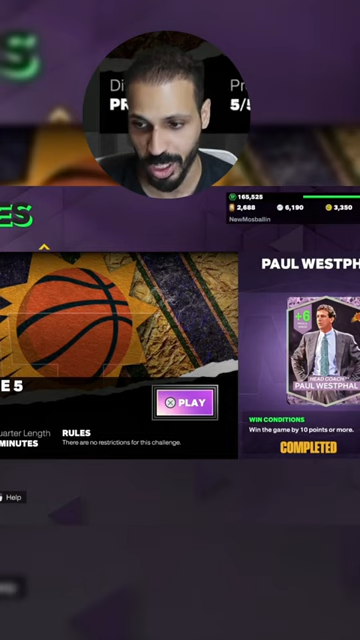 Di
Pr
PR
5/5
165,525
2,688
6,190
3,350
NewMosballin
ES
PAUL WESTPH
+6
HEAD COACH
PAUL WESTPHAL
E 5
PLAY
uarter Length
MINUTES
RULES
There are no restrictions for this challenge.
WIN CONDITIONS
Win the game by 10 points or more.
COMPLETED
Help